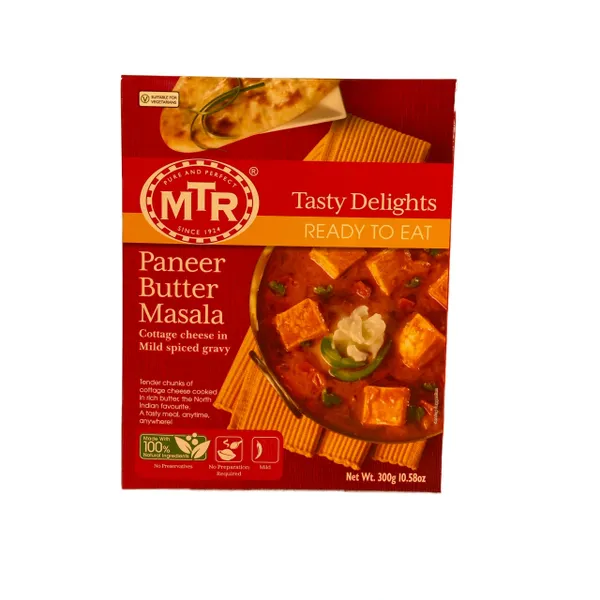 SUITABLE FOR
VEGETARIANS
PURE AND PERFECT
MTR
®
SINCE 1924
Tasty Delights
READY TO EAT
Paneer
Butter
Masala
Cottage cheese in
Mild spiced gravy
Tender chunks of
cottage cheese cooked
in rich butter, the North
Indian favourite.
A tasty meal, anytime,
anywhere!
Made With
100%
Natural Ingredients
No Preservatives
No Preparation
Required
Mild
Net Wt. 300g 10.58oz